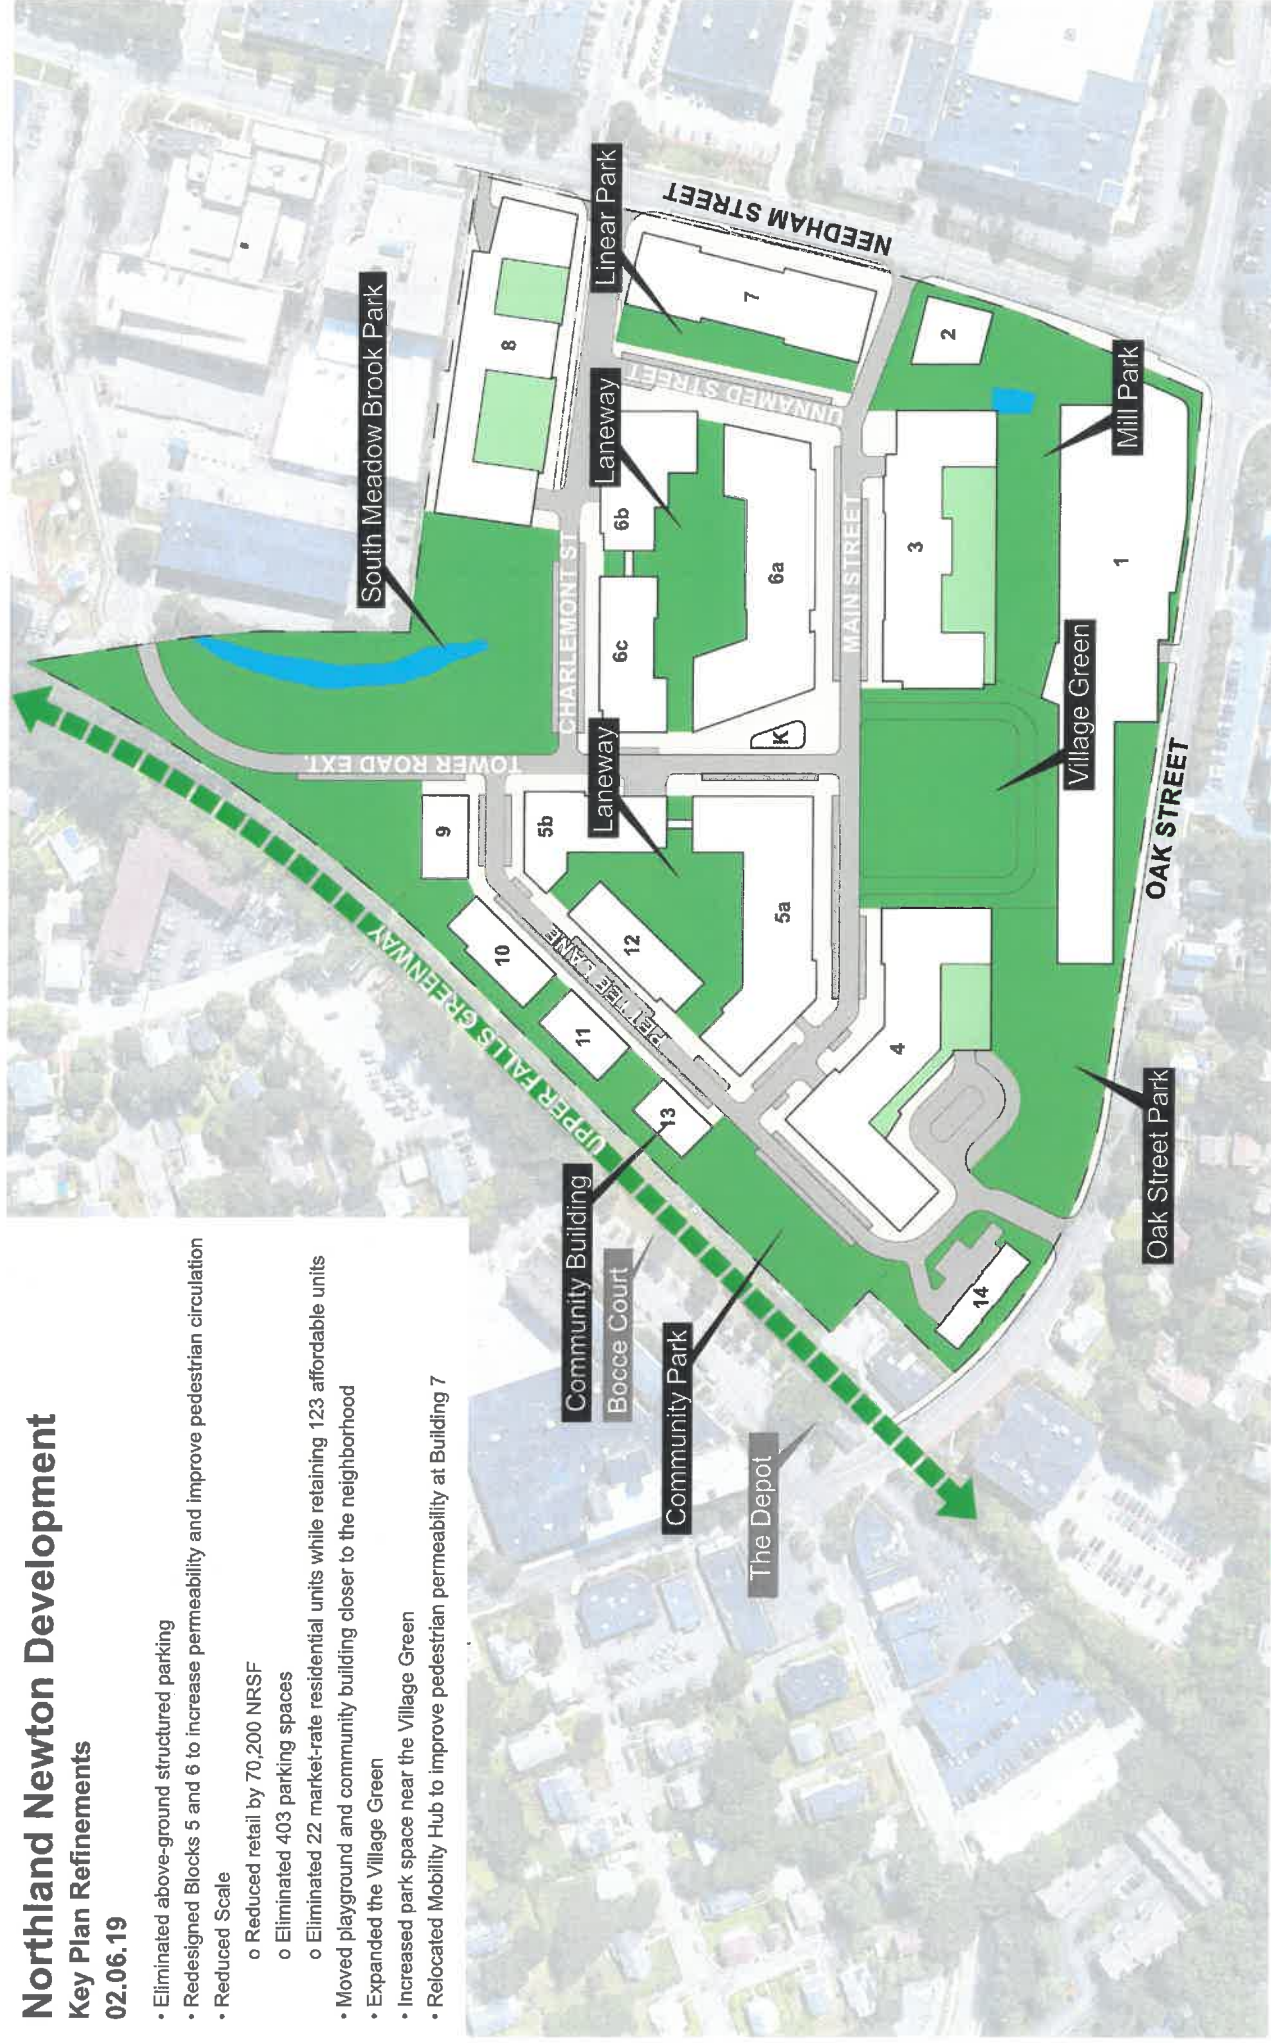 Northland Newton Development
Key Plan Refinements
02.06.19
• Eliminated above-ground structured parking
• Redesigned Blocks 5 and 6 to increase permeability and improve pedestrian circulation
• Reduced Scale
o Reduced retail by 70,200 NRSF
o Eliminated 403 parking spaces
o Eliminated 22 market-rate residential units while retaining 123 affordable units
• Moved playground and community building closer to the neighborhood
• Expanded the Village Green
• Increased park space near the Village Green
• Relocated Mobility Hub to improve pedestrian permeability at Building 7
South Meadow Brook Park
Linear Park
Laneway
Laneway
Mill Park
Village Green
Oak Street Park
Community Building
Bocce Court
Community Park
The Depot
UPPER FALLS GREENWAY
TOWER ROAD EXT.
CHARLEMONT ST
PETTEE LANE
MAIN STREET
UNNAMED STREET
NEEDHAM STREET
OAK STREET
8
7
2
6b
6c
6a
3
1
K
9
5b
10
12
5a
11
13
4
14